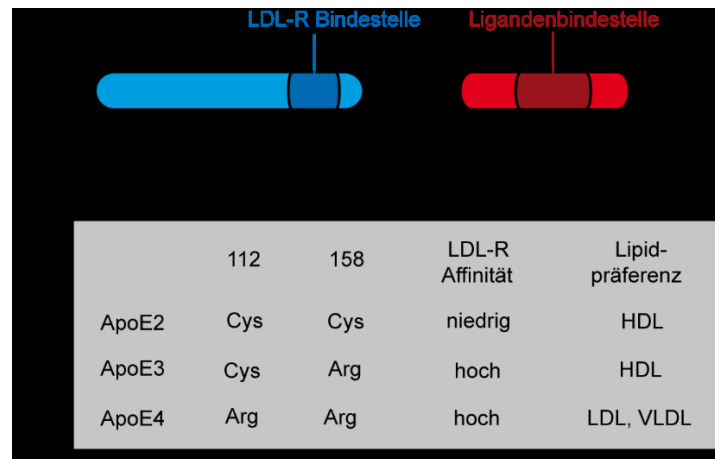 LDL-R Bindestelle Ligandenbindestelle
112 158 LDL-R Affinität Lipid-präferenz
ApoE2 Cys Cys niedrig HDL
ApoE3 Cys Arg hoch HDL
ApoE4 Arg Arg hoch LDL, VLDL